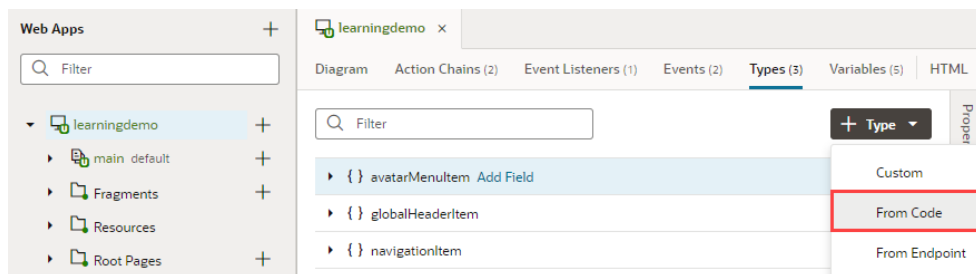 Web Apps
Filter
learningdemo
main default
Fragments
Resources
Root Pages
learningdemo ×
Diagram Action Chains (2) Event Listeners (1) Events (2) Types (3) Variables (5) HTML
Filter
+ Type
{ } avatarMenuItem Add Field
{ } globalHeaderItem
{ } navigationItem
Custom
From Code
From Endpoint